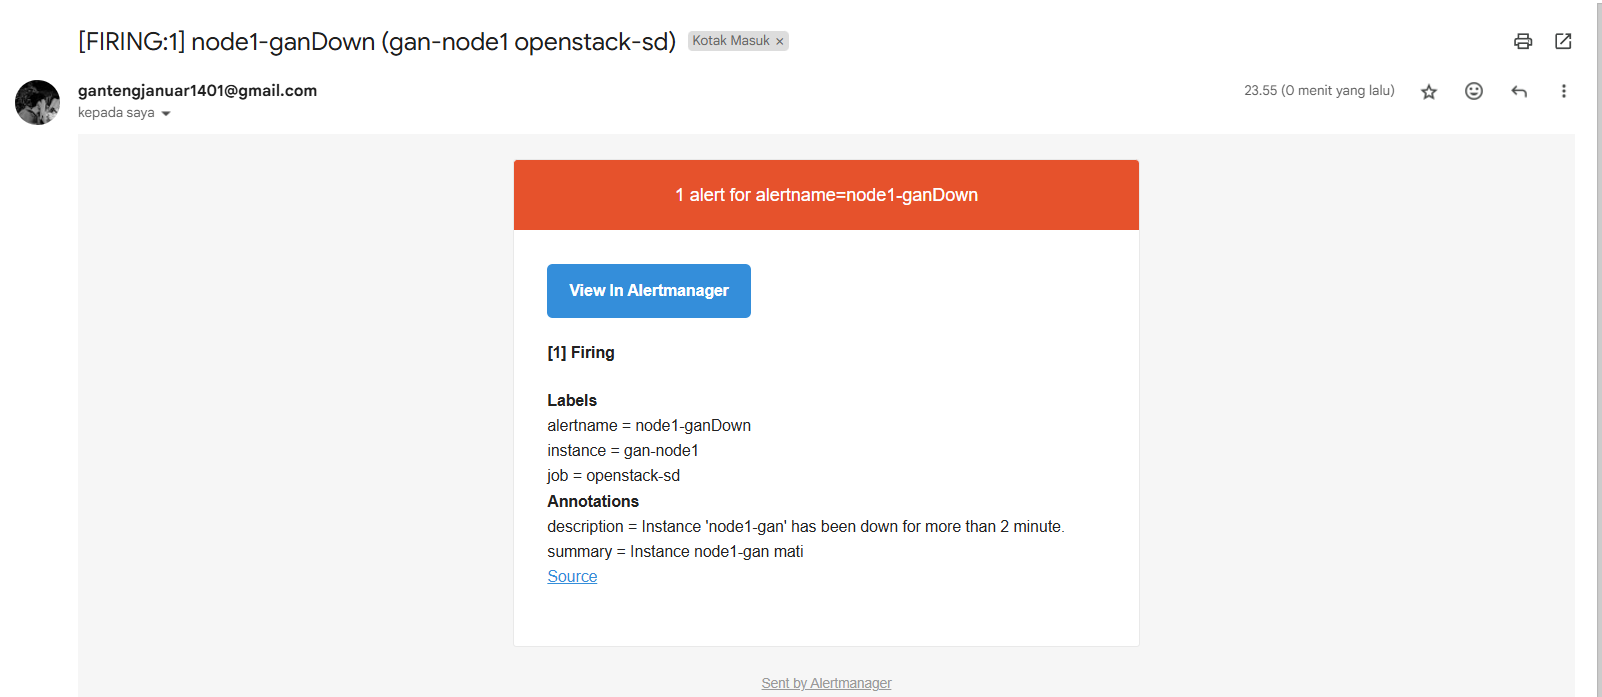 [FIRING:1] node1-ganDown (gan-node1 openstack-sd) Kotak Masuk ×
gantengjanuar1401@gmail.com 23.55 (0 menit yang lalu)
kepada saya
1 alert for alertname=node1-ganDown
View In Alertmanager
[1] Firing
Labels
alertname = node1-ganDown
instance = gan-node1
job = openstack-sd
Annotations
description = Instance 'node1-gan' has been down for more than 2 minute.
summary = Instance node1-gan mati
Source
Sent by Alertmanager